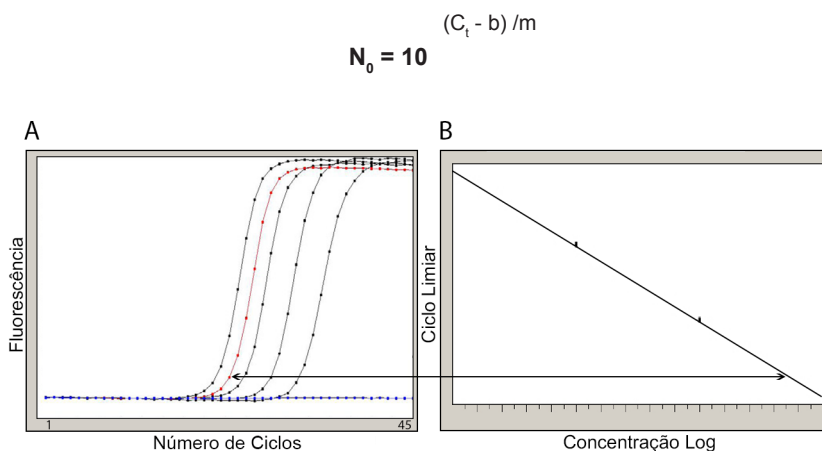 (Ct - b) /m
N0 = 10
A
B
Fluorescência
Ciclo Limiar
1
45
Número de Ciclos
Concentração Log